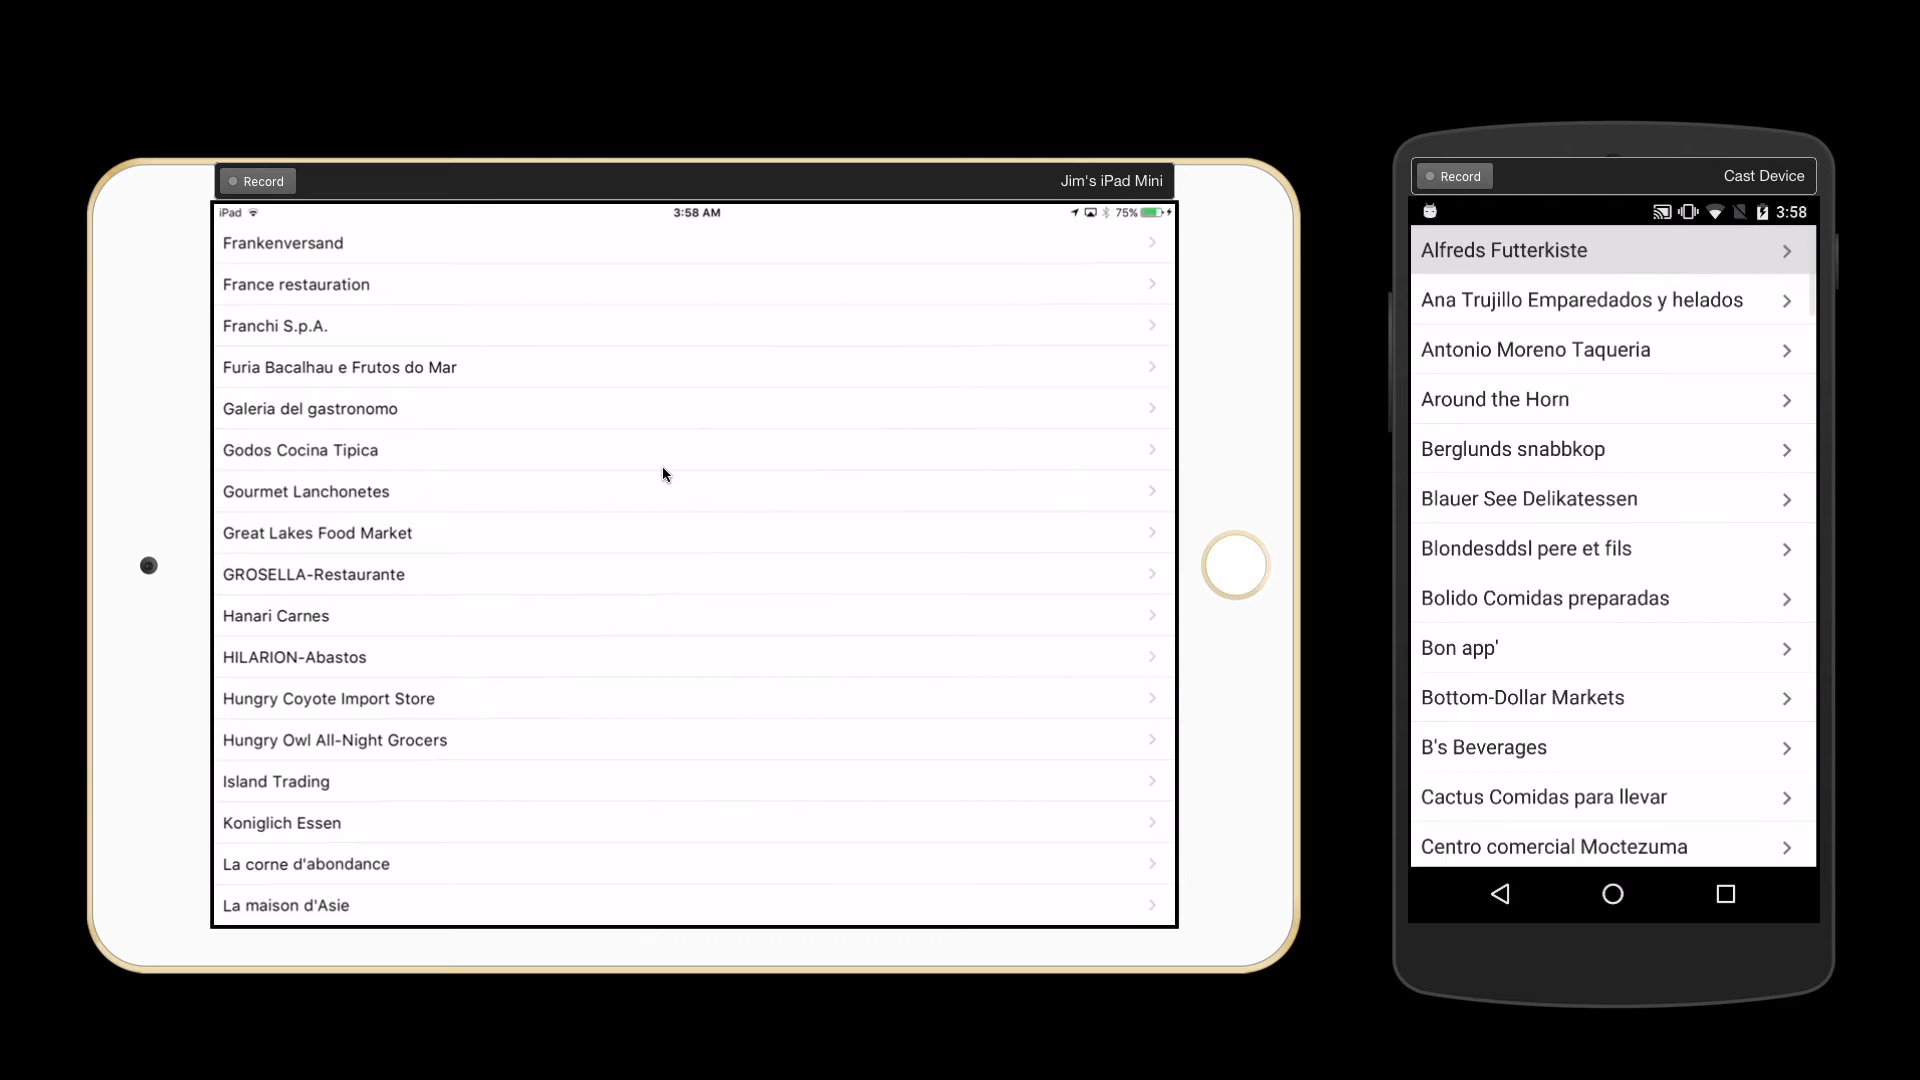 Record
Jim's iPad Mini
iPad
3:58 AM
75%
Frankenversand
France restauration
Franchi S.p.A.
Furia Bacalhau e Frutos do Mar
Galeria del gastronomo
Godos Cocina Tipica
Gourmet Lanchonetes
Great Lakes Food Market
GROSELLA-Restaurante
Hanari Carnes
HILARION-Abastos
Hungry Coyote Import Store
Hungry Owl All-Night Grocers
Island Trading
Koniglich Essen
La corne d'abondance
La maison d'Asie
Record
Cast Device
3:58
Alfreds Futterkiste
Ana Trujillo Emparedados y helados
Antonio Moreno Taqueria
Around the Horn
Berglunds snabbkop
Blauer See Delikatessen
Blondesddsl pere et fils
Bolido Comidas preparadas
Bon app'
Bottom-Dollar Markets
B's Beverages
Cactus Comidas para llevar
Centro comercial Moctezuma